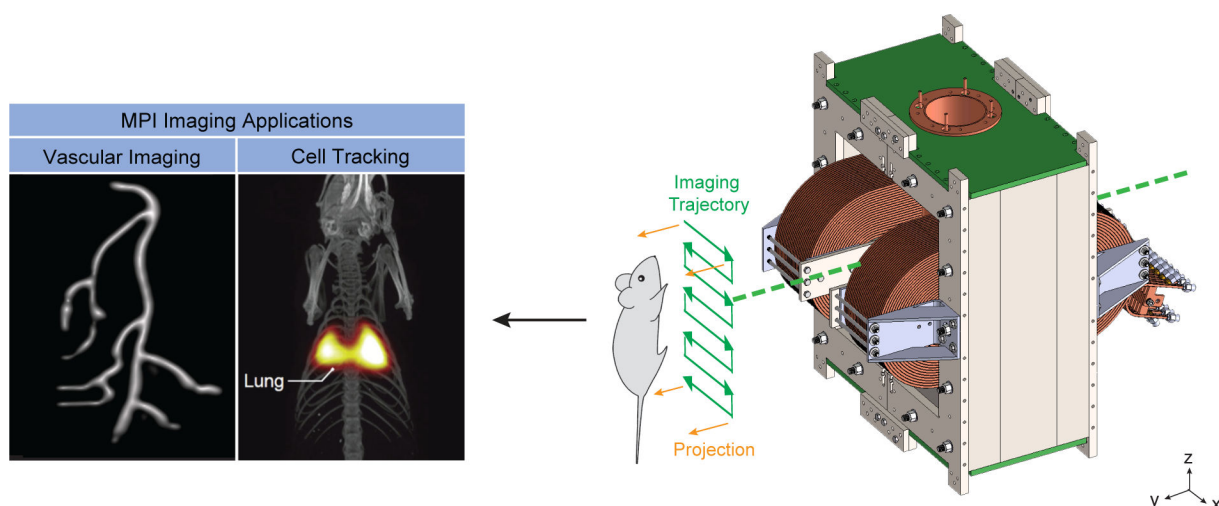 MPI Imaging Applications
Vascular Imaging
Cell Tracking
Lung
Imaging
Trajectory
Projection
z
y
x